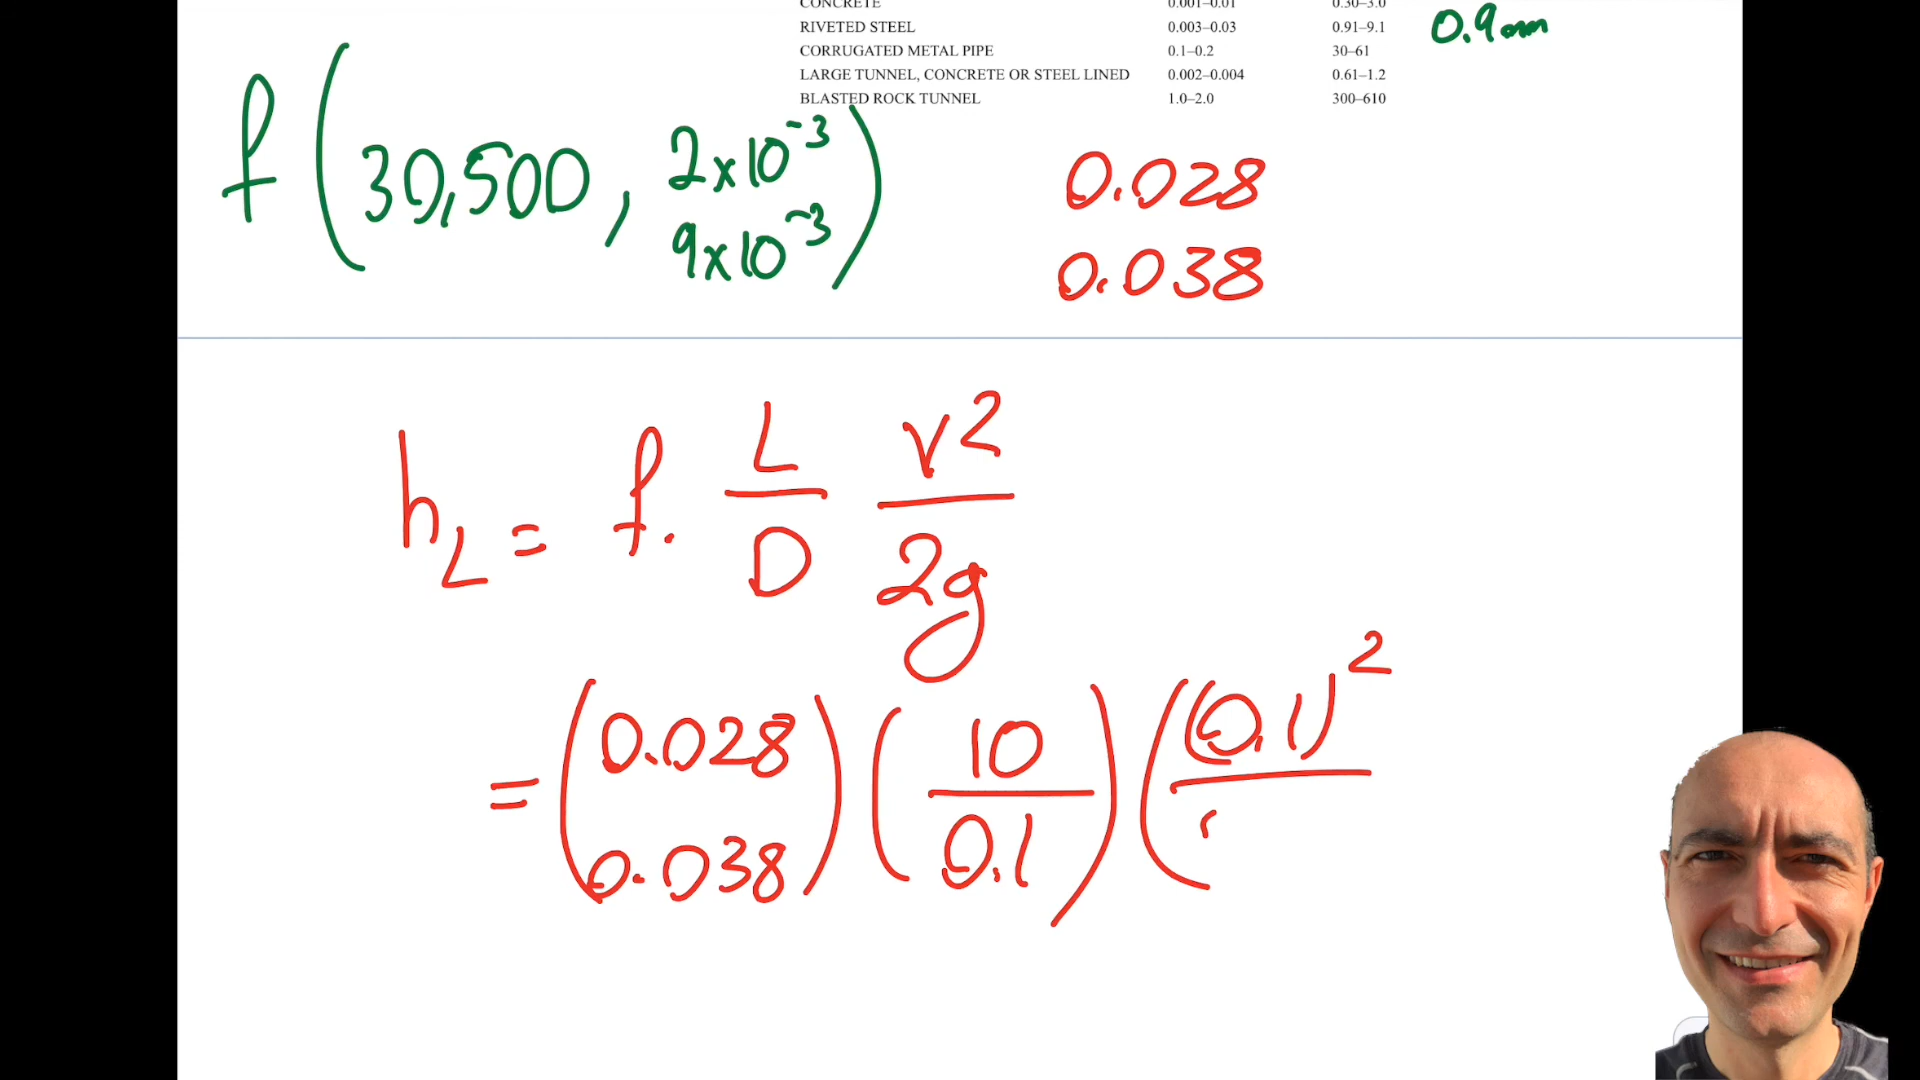 CONCRETE 0.001–0.01 0.30–3.0
RIVETED STEEL 0.003–0.03 0.91–9.1 0.9mm
CORRUGATED METAL PIPE 0.1–0.2 30–61
LARGE TUNNEL, CONCRETE OR STEEL LINED 0.002–0.004 0.61–1.2
BLASTED ROCK TUNNEL 1.0–2.0 300–610
f(30,500, 2x10⁻³
9x10⁻³)
0.028
0.038
h_L = f. L/D v²/2g
= (0.028
0.038) (10/0.1) ((0.1)²/